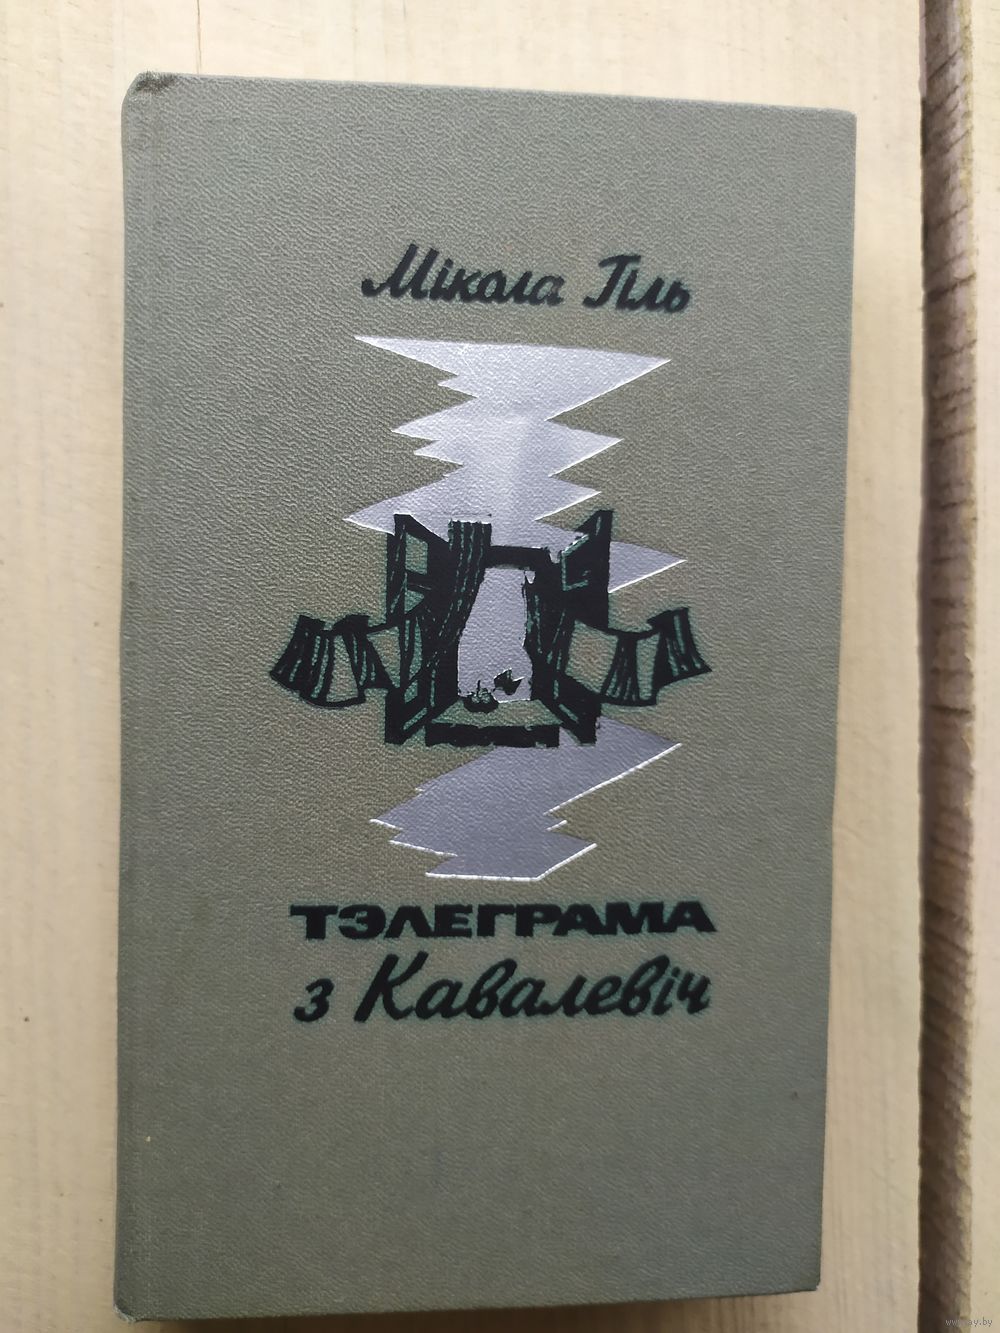 Мікола Гіль
ТЭЛЕГРАМА
з Кавалевіч